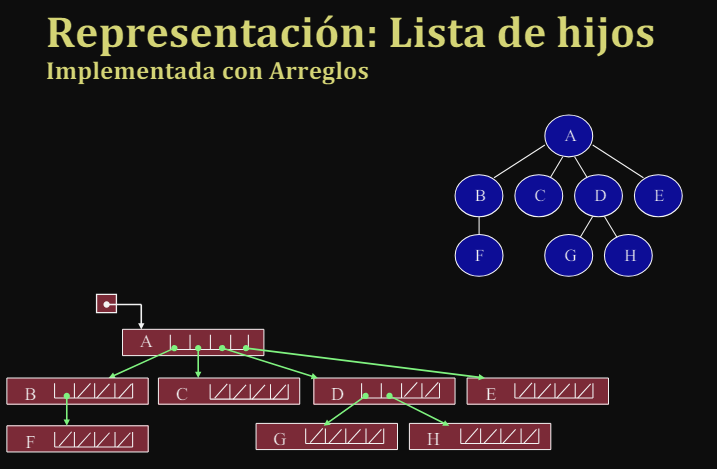 Representación: Lista de hijos
Implementada con Arreglos
A
B C D E
F G H
A
B C D E
F G H